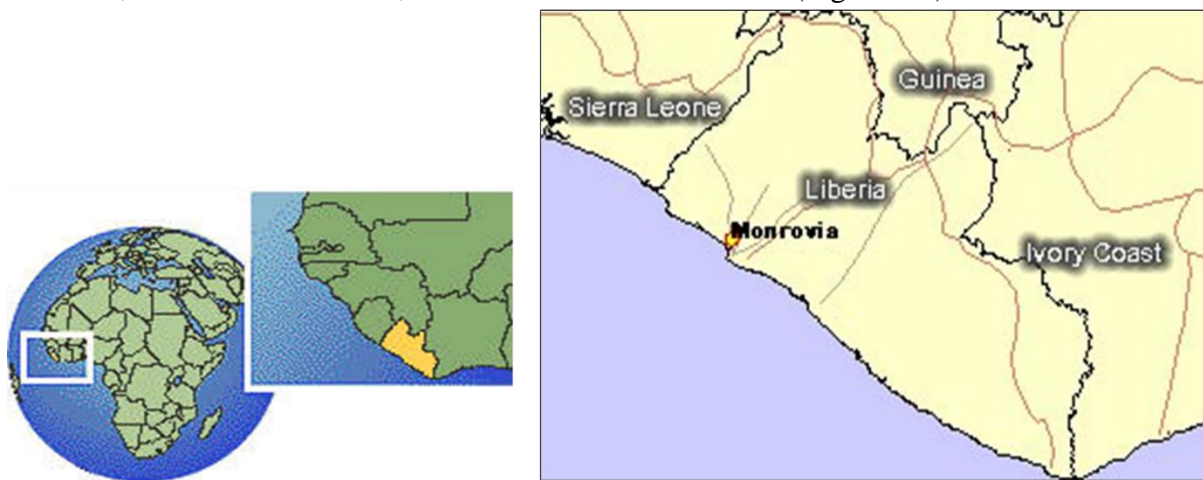 Guinea
Sierra Leone
Liberia
Monrovia
Ivory Coast